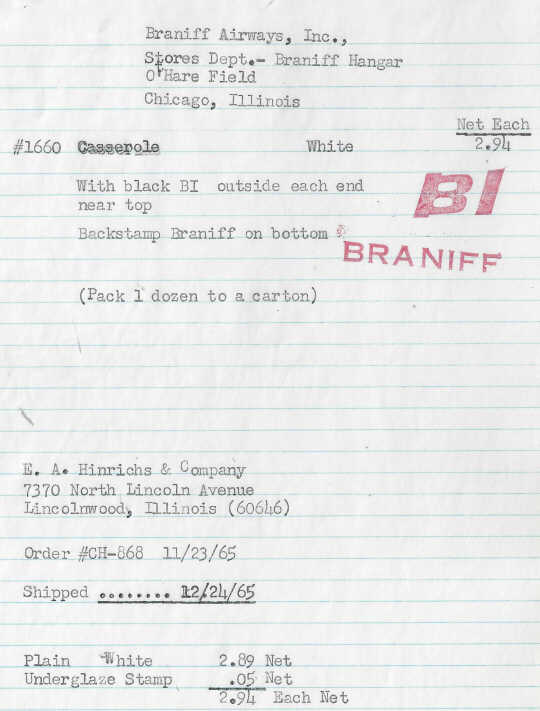 Braniff Airways, Inc.,
Stores Dept.- Braniff Hangar
O'Hare Field
Chicago, Illinois
Net Each
#1660 Casserole White 2.94
With black BI outside each end
near top
BI
Backstamp Braniff on bottom
BRANIFF
(Pack 1 dozen to a carton)
E. A. Hinrichs & Company
7370 North Lincoln Avenue
Lincolnwood, Illinois (60646)
Order #CH-868 11/23/65
Shipped ........ 12/24/65
Plain White 2.89 Net
Underglaze Stamp .05 Net
2.94 Each Net